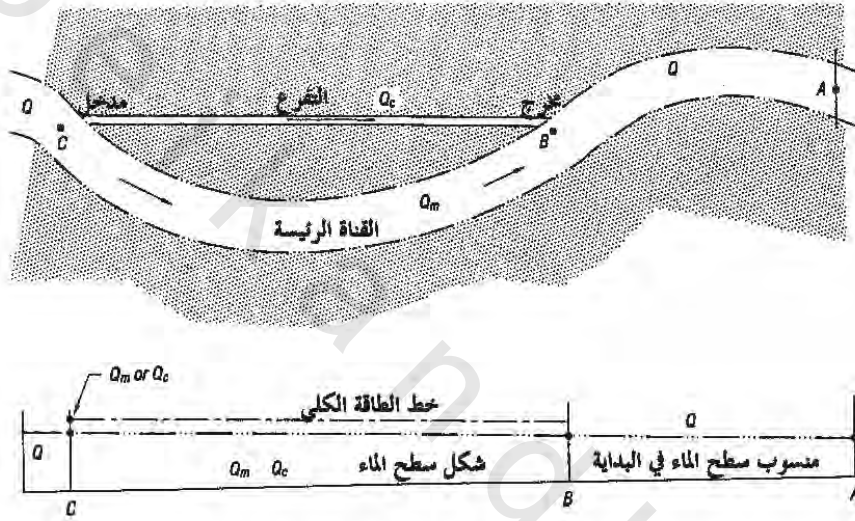 Q
A
مدخل
التفرع
Qc
مخرج
Q
C
B
Qm
القناة الرئيسة
Qm or Qc
خط الطاقة الكلي
Q
Q
Qm Qc
شكل سطح الماء
منسوب سطح الماء في البداية
C
B
A